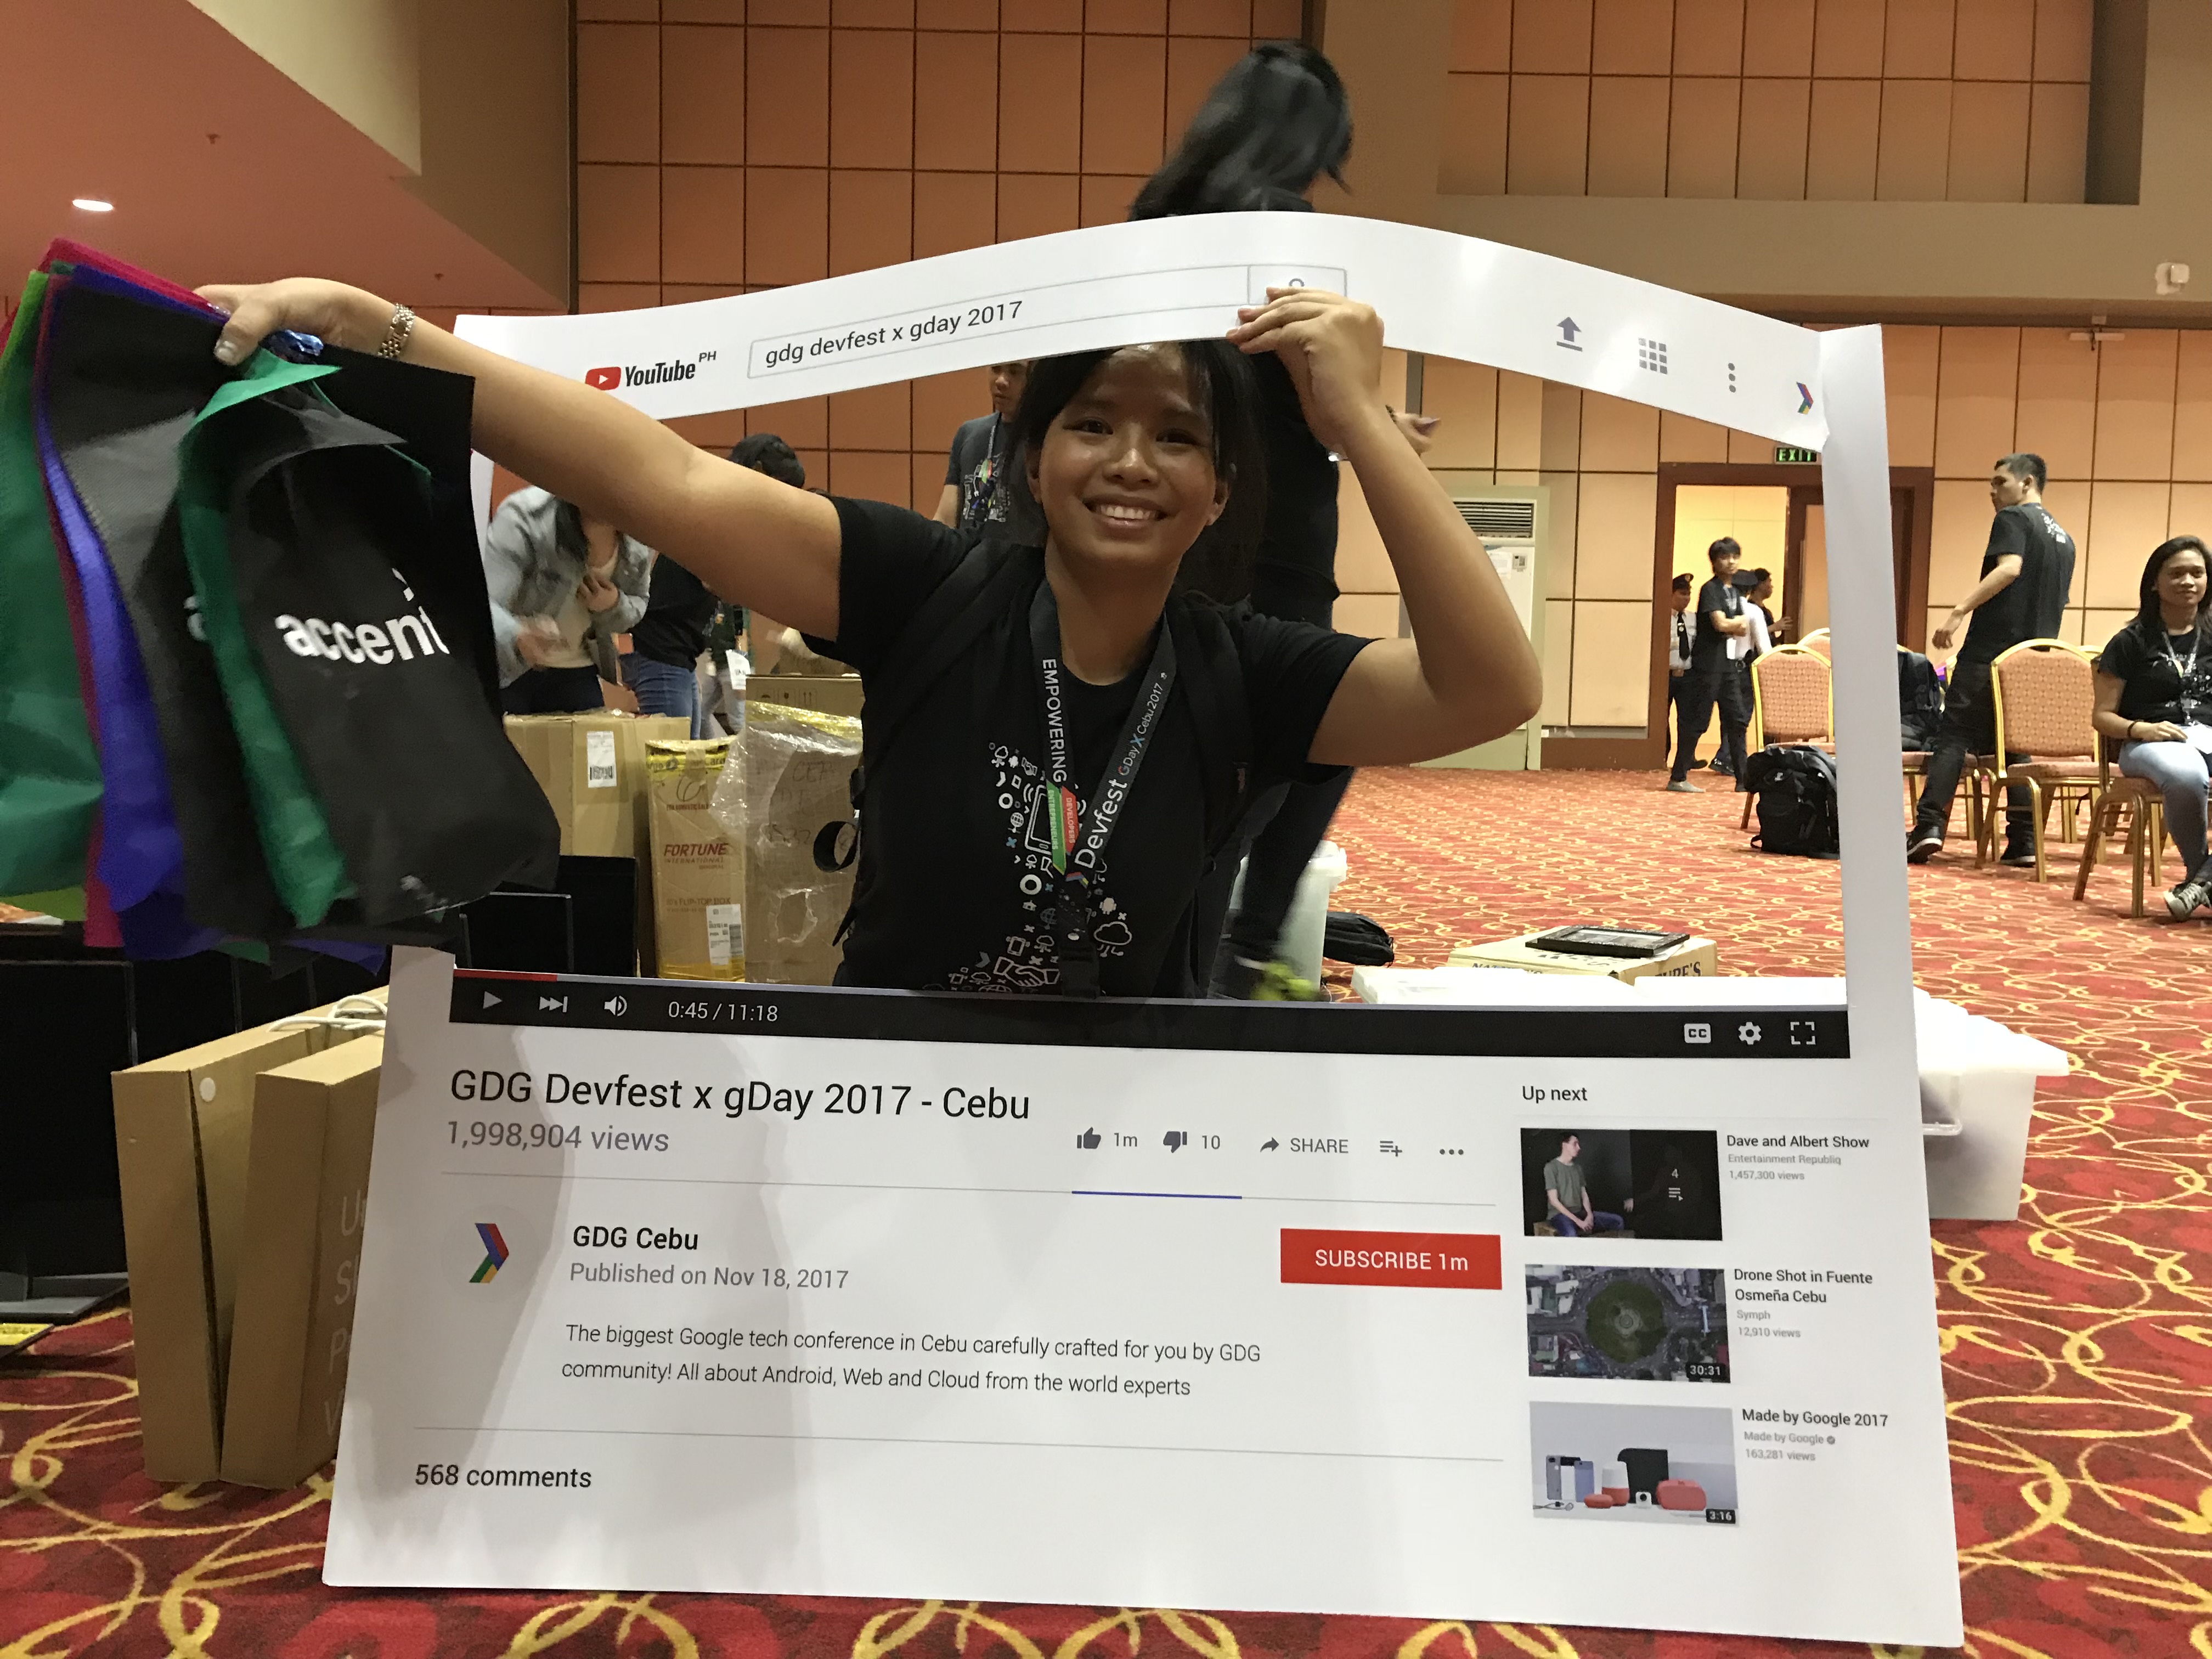 YouTube PH
gdg devfest x gday 2017
EXIT
accent
EMPOWERING
DEVELOPERS
ENTREPRENEURS
Devfest GDay X Cebu 2017
FORTUNE
INTERNATIONAL
0:45 / 11:18
CC
GDG Devfest x gDay 2017 - Cebu
1,998,904 views
1m
10
SHARE
GDG Cebu
Published on Nov 18, 2017
SUBSCRIBE 1m
The biggest Google tech conference in Cebu carefully crafted for you by GDG
community! All about Android, Web and Cloud from the world experts
568 comments
Up next
4
Dave and Albert Show
Entertainment Republiq
1,457,300 views
30:31
Drone Shot in Fuente
Osmeña Cebu
Symph
12,910 views
3:16
Made by Google 2017
Made by Google
163,281 views